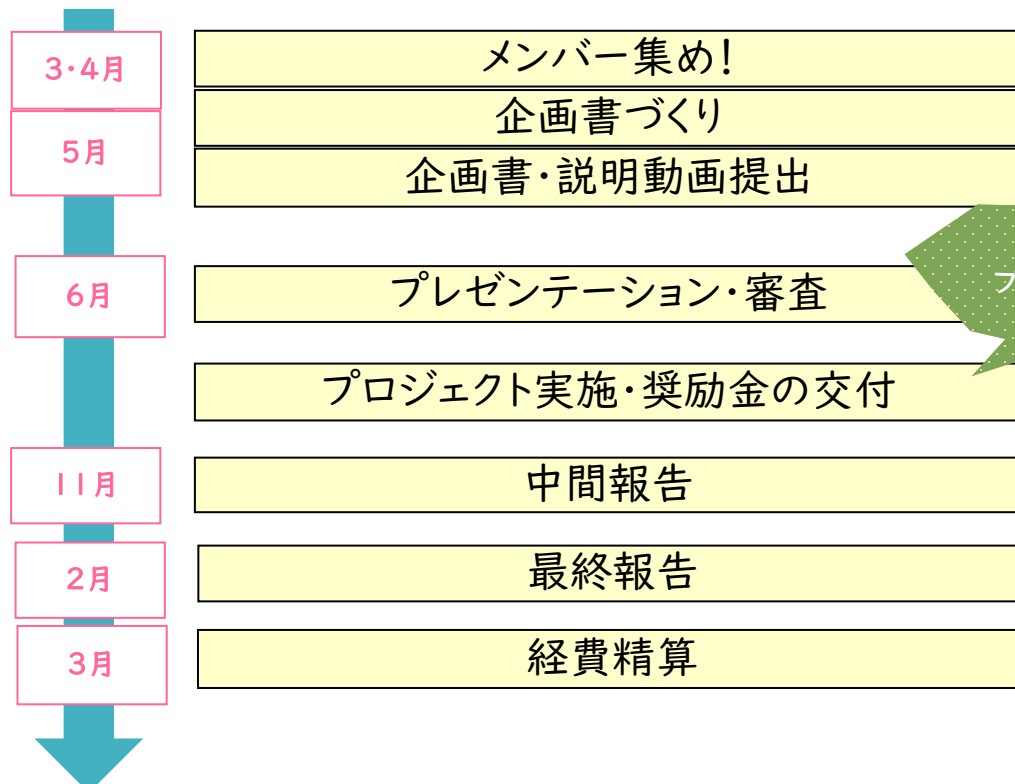 3・4月
メンバー集め!
企画書づくり
5月
企画書・説明動画提出
6月
プレゼンテーション・審査
プロジェクト実施・奨励金の交付
11月
中間報告
2月
最終報告
3月
経費精算